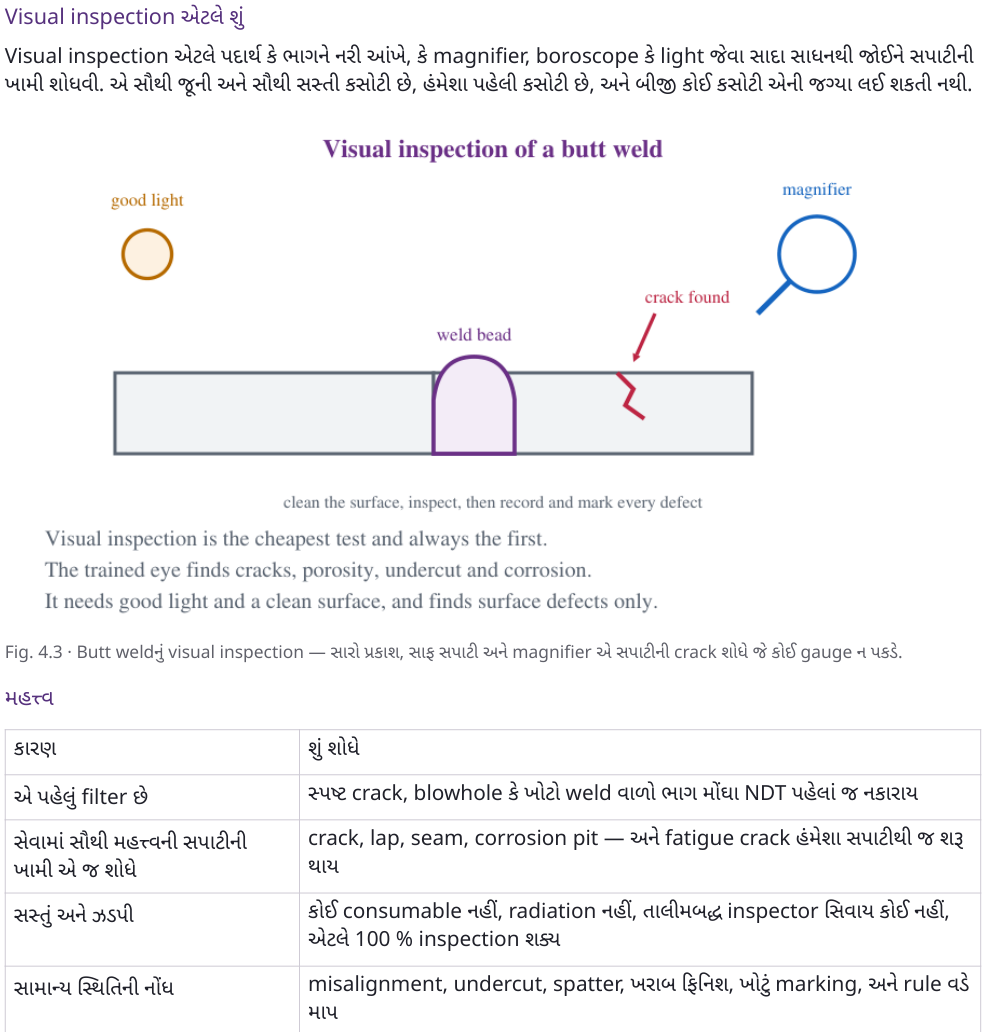 Visual inspection એટલે શું
Visual inspection એટલે પદાર્થ કે ભાગને નરી આંખે, કે magnifier, boroscope કે light જેવા સાદા સાધનથી જોઈને સપાટીની
ખામી શોધવી. એ સૌથી જૂની અને સૌથી સસ્તી કસોટી છે, હંમેશા પહેલી કસોટી છે, અને બીજી કોઈ કસોટી એની જગ્યા લઈ શકતી નથી.
Visual inspection of a butt weld
magnifier
good light
crack found
weld bead
clean the surface, inspect, then record and mark every defect
Visual inspection is the cheapest test and always the first.
The trained eye finds cracks, porosity, undercut and corrosion.
It needs good light and a clean surface, and finds surface defects only.
Fig. 4.3 · Butt weldનું visual inspection — સારો પ્રકાશ, સાફ સપાટી અને magnifier એ સપાટીની crack શોધે જે કોઈ gauge ન પકડે.
મહત્ત્વ
કારણ
શું શોધે
એ પહેલું filter છે
સ્પષ્ટ crack, blowhole કે ખોટો weld વાળો ભાગ મોંઘા NDT પહેલાં જ નકારાય
સેવામાં સૌથી મહત્ત્વની સપાટીની
ખામી એ જ શોધે
crack, lap, seam, corrosion pit — અને fatigue crack હંમેશા સપાટીથી જ શરૂ
થાય
સસ્તું અને ઝડપી
કોઈ consumable નહીં, radiation નહીં, તાલીમબદ્ધ inspector સિવાય કોઈ નહીં,
એટલે 100 % inspection શક્ય
સામાન્ય સ્થિતિની નોંધ
misalignment, undercut, spatter, ખરાબ ફિનિશ, ખોટું marking, અને rule વડે
માપ